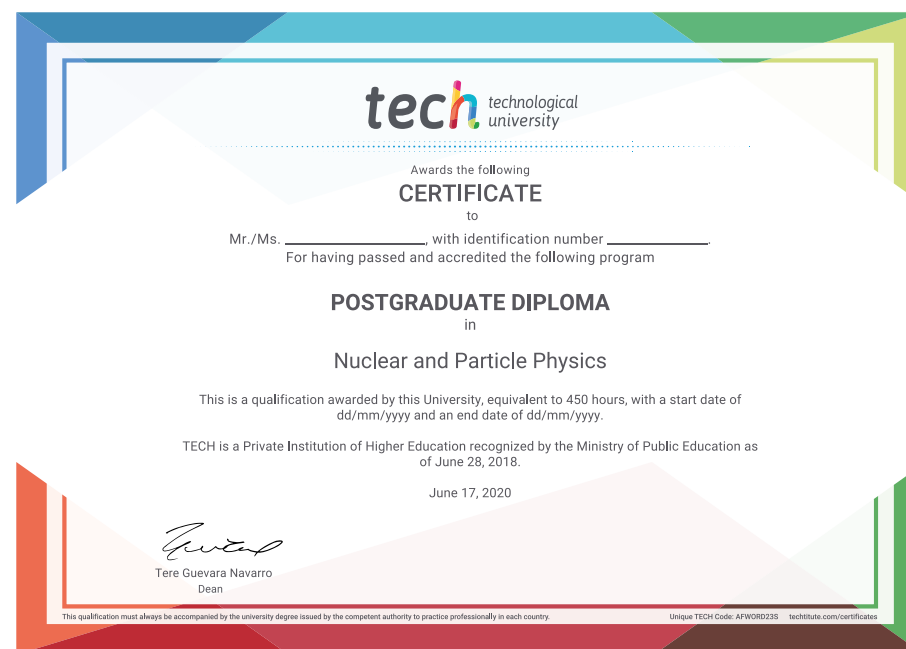 tech technological
university
Awards the following
CERTIFICATE
to
Mr./Ms. ____________, with identification number ____________.
For having passed and accredited the following program
POSTGRADUATE DIPLOMA
in
Nuclear and Particle Physics
This is a qualification awarded by this University, equivalent to 450 hours, with a start date of
dd/mm/yyyy and an end date of dd/mm/yyyy.
TECH is a Private Institution of Higher Education recognized by the Ministry of Public Education as
of June 28, 2018.
June 17, 2020
Tere Guevara Navarro
Dean
This qualification must always be accompanied by the university degree issued by the competent authority to practice professionally in each country.
Unique TECH Code: AFWORD23S techtitute.com/certificates